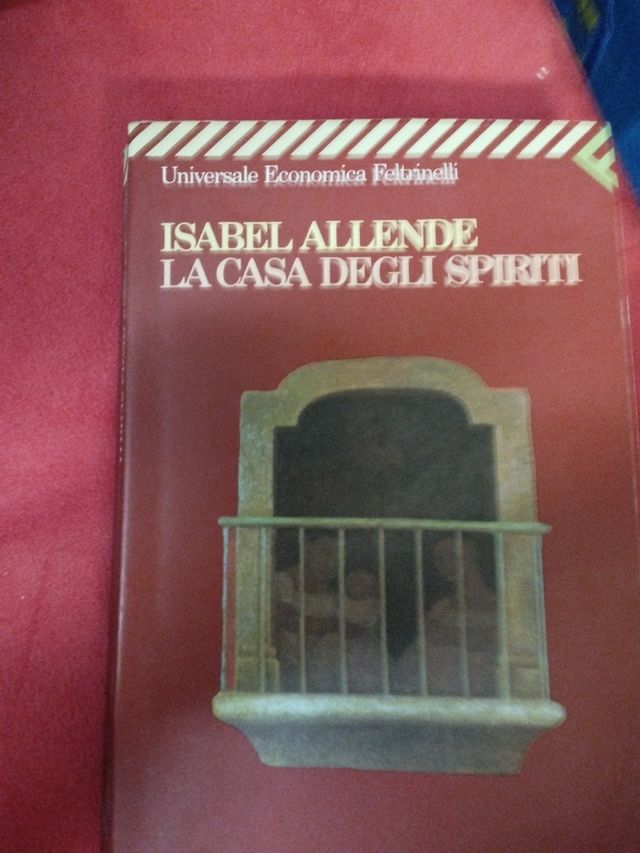 Universale Economica Feltrinelli
ISABEL ALLENDE
LA CASA DEGLI SPIRITI